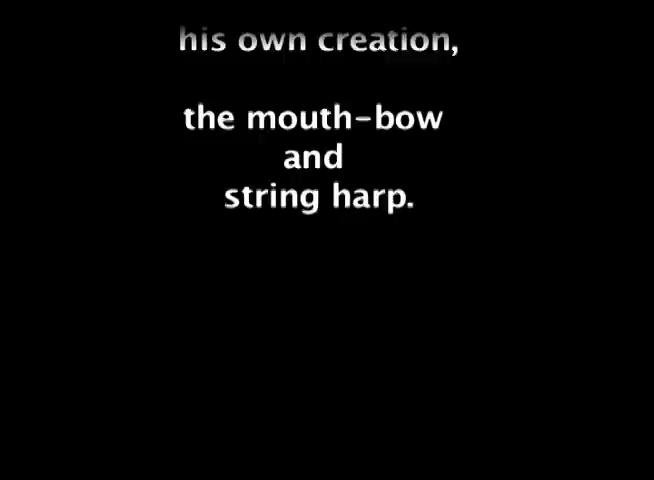 his own creation,
the mouth-bow
and
string harp.